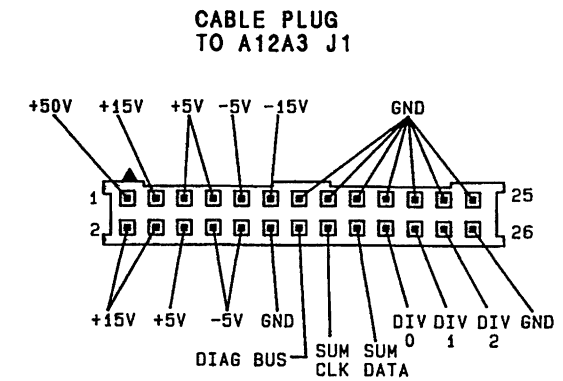 CABLE PLUG
TO A12A3 J1
+50V +15V +5V -5V -15V GND
1 25
2 26
+15V +5V -5V GND DIV 0 DIV 1 DIV 2 GND
DIAG BUS SUM CLK SUM DATA